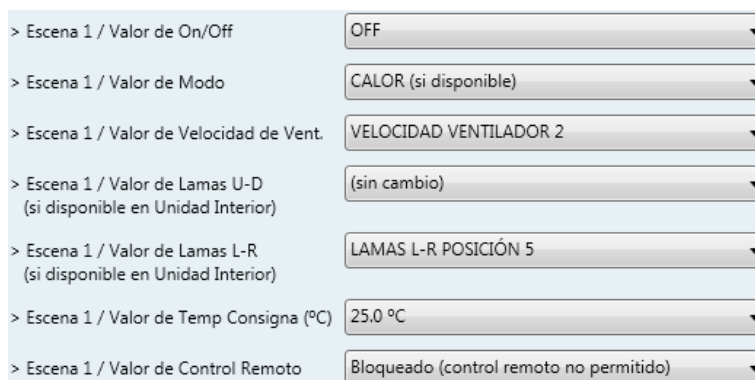 > Escena 1 / Valor de On/Off OFF
> Escena 1 / Valor de Modo CALOR (si disponible)
> Escena 1 / Valor de Velocidad de Vent. VELOCIDAD VENTILADOR 2
> Escena 1 / Valor de Lamas U-D (sin cambio)
(si disponible en Unidad Interior)
> Escena 1 / Valor de Lamas L-R LAMAS L-R POSICIÓN 5
(si disponible en Unidad Interior)
> Escena 1 / Valor de Temp Consigna (ºC) 25.0 ºC
> Escena 1 / Valor de Control Remoto Bloqueado (control remoto no permitido)